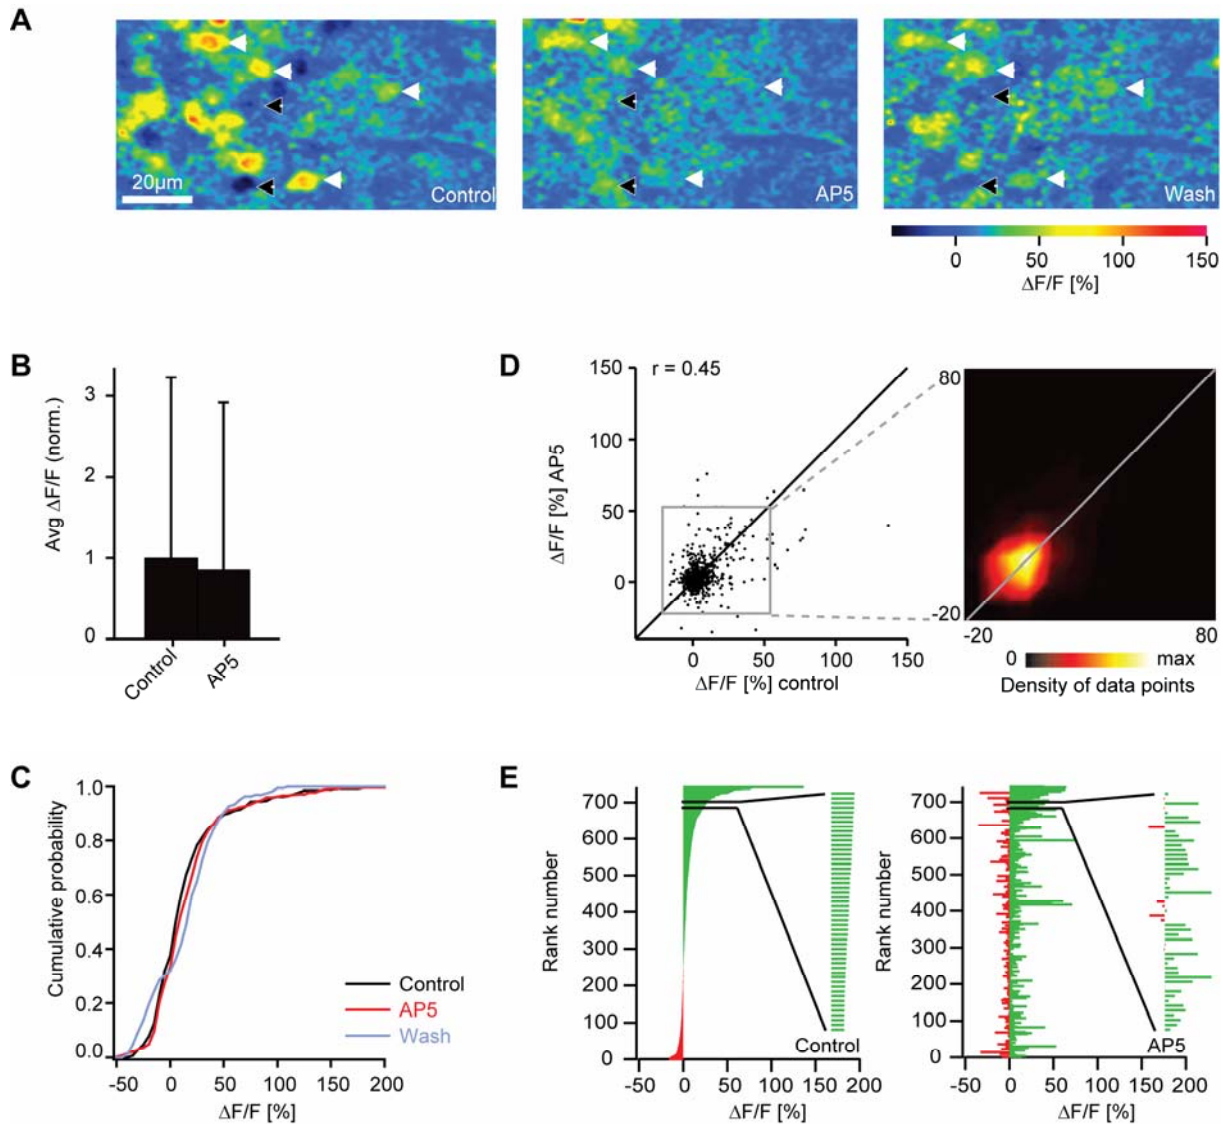 A
20µm
Control
AP5
Wash
0 50 100 150
ΔF/F [%]
B
Avg ΔF/F (norm.)
3
2
1
0
Control
AP5
D
r = 0.45
ΔF/F [%] AP5
150
100
50
0
0 50 100 150
ΔF/F [%] control
80
-20
-20 80
0 max
Density of data points
C
Cumulative probability
1.0
0.8
0.6
0.4
0.2
0.0
-50 0 50 100 150 200
ΔF/F [%]
Control
AP5
Wash
E
Rank number
700
600
500
400
300
200
100
0
-50 0 50 100 150 200
ΔF/F [%]
Control
Rank number
700
600
500
400
300
200
100
0
-50 0 50 100 150 200
ΔF/F [%]
AP5